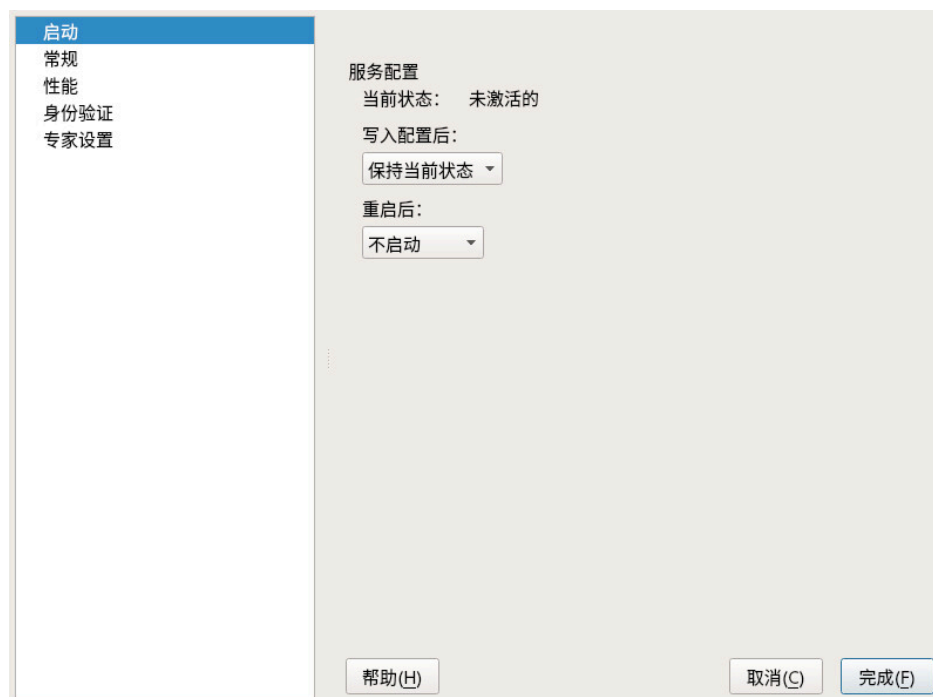 启动
常规
性能
身份验证
专家设置
服务配置
当前状态： 未激活的
写入配置后：
保持当前状态
重启后：
不启动
帮助(H)
取消(C)
完成(F)